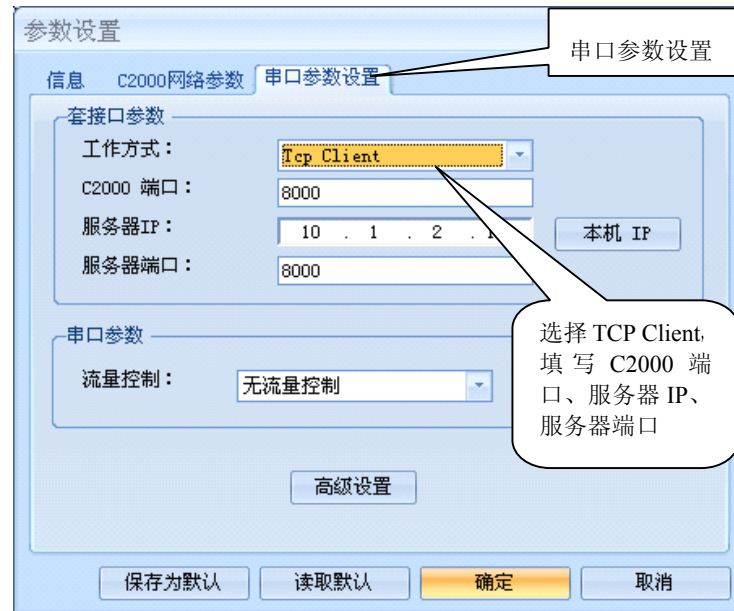 参数设置
串口参数设置
信息 C2000网络参数 串口参数设置
套接口参数
工作方式： Tcp Client
C2000 端口： 8000
服务器IP： 10 . 1 . 2 . 本机 IP
服务器端口： 8000
串口参数
流量控制： 无流量控制
选择 TCP Client,
填写 C2000 端
口、服务器 IP、
服务器端口
高级设置
保存为默认 读取默认 确定 取消